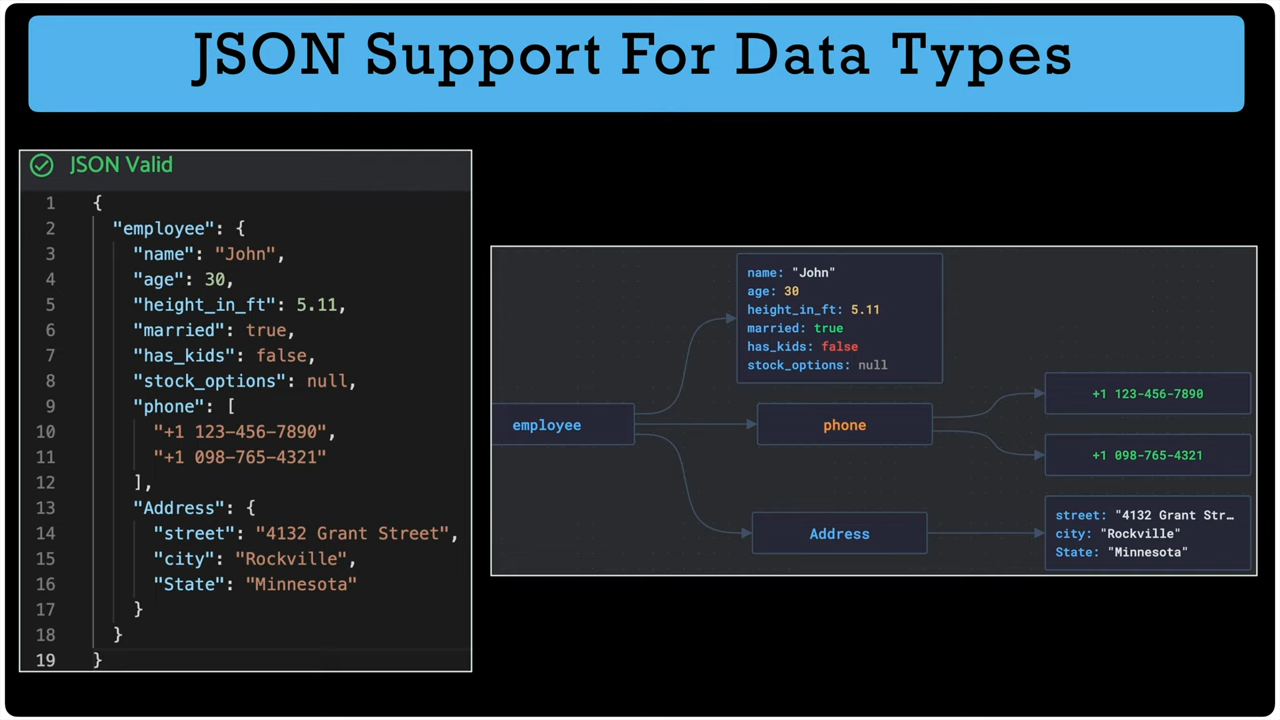 JSON Support For Data Types
JSON Valid
1 {
2 "employee": {
3 "name": "John",
4 "age": 30,
5 "height_in_ft": 5.11,
6 "married": true,
7 "has_kids": false,
8 "stock_options": null,
9 "phone": [
10 "+1 123-456-7890",
11 "+1 098-765-4321"
12 ],
13 "Address": {
14 "street": "4132 Grant Street",
15 "city": "Rockville",
16 "State": "Minnesota"
17 }
18 }
19 }
employee
name: "John"
age: 30
height_in_ft: 5.11
married: true
has_kids: false
stock_options: null
phone
+1 123-456-7890
+1 098-765-4321
Address
street: "4132 Grant Str…
city: "Rockville"
State: "Minnesota"